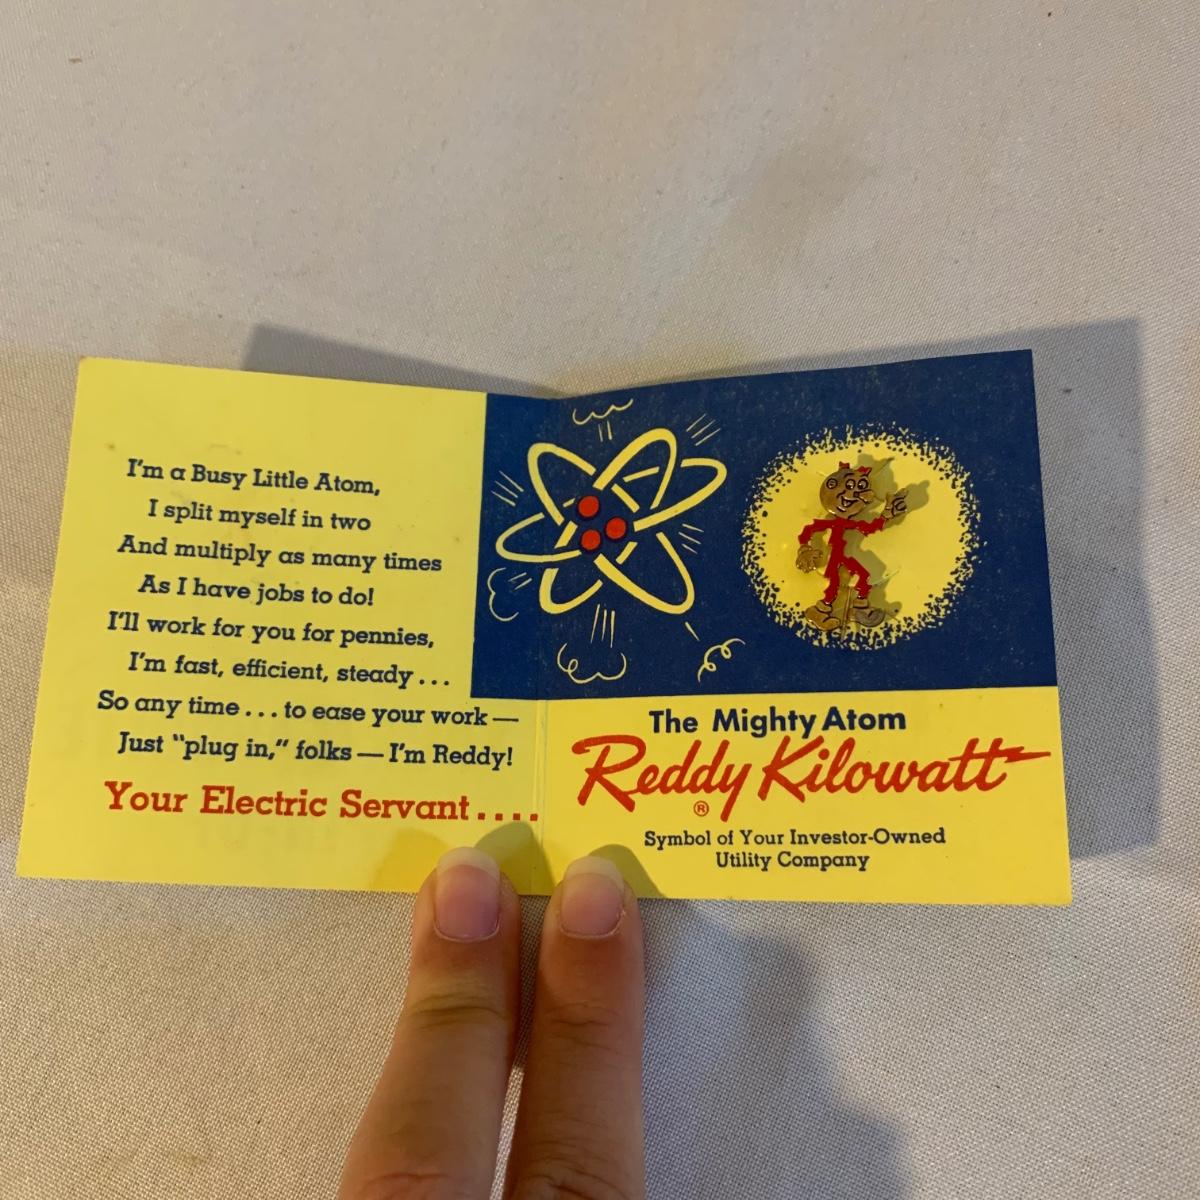 I'm a Busy Little Atom,
I split myself in two
And multiply as many times
As I have jobs to do!
I'll work for you for pennies,
I'm fast, efficient, steady . . .
So any time . . . to ease your work —
Just "plug in," folks — I'm Reddy!
Your Electric Servant . . . .
The Mighty Atom
Reddy Kilowatt
®
Symbol of Your Investor-Owned
Utility Company